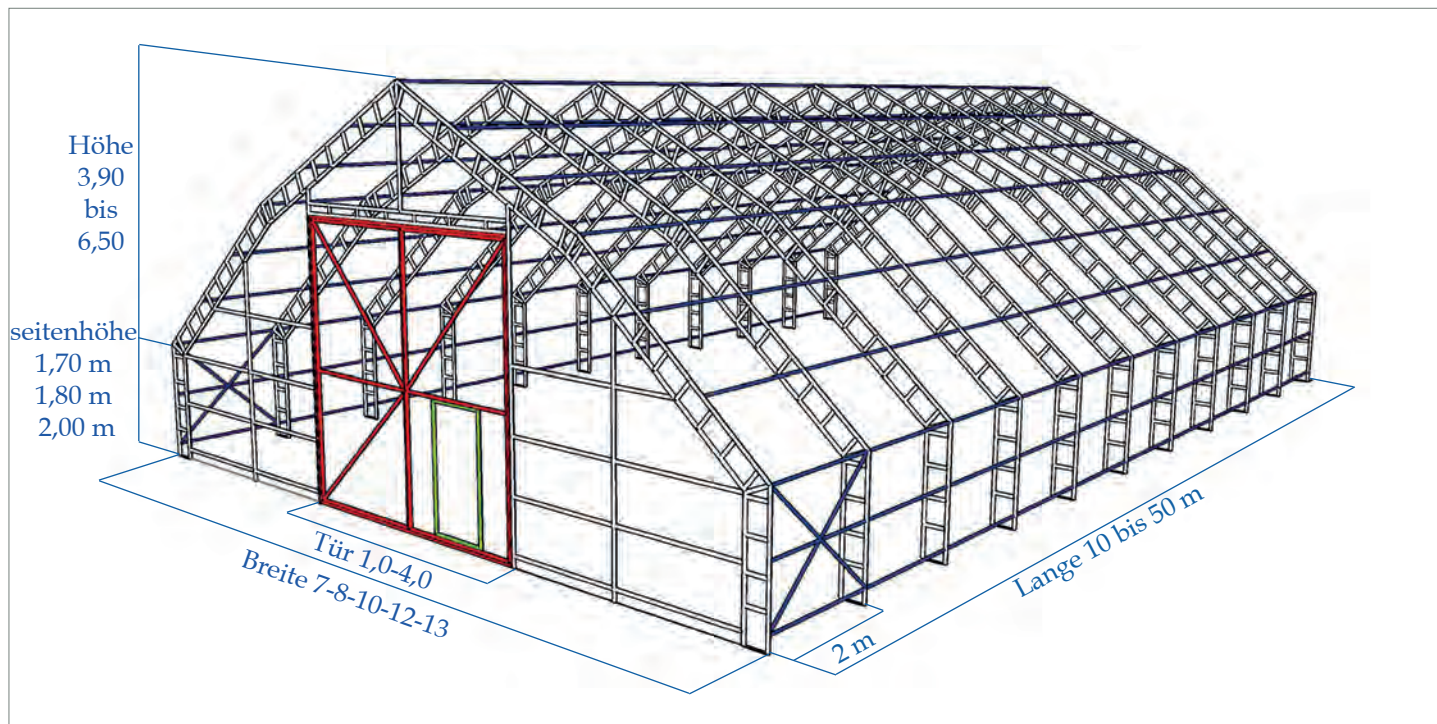 Höhe
3,90
bis
6,50
seitenhöhe
1,70 m
1,80 m
2,00 m
Tür 1,0-4,0
Breite 7-8-10-12-13
2 m
Lange 10 bis 50 m